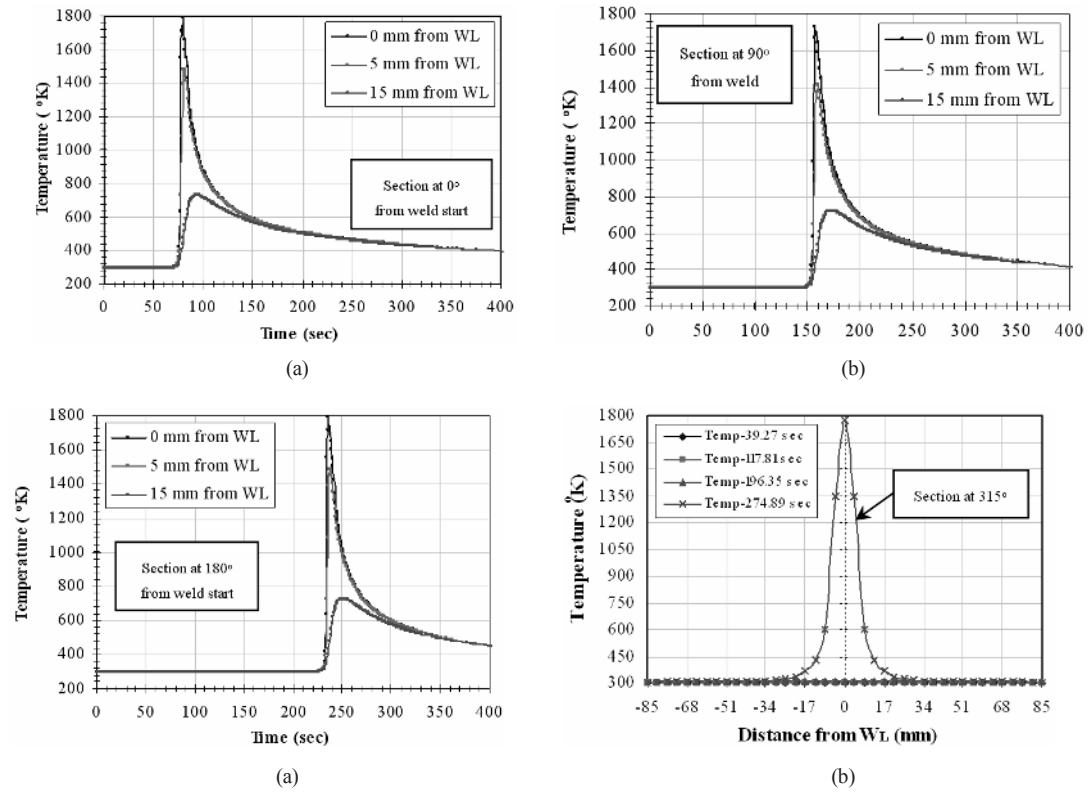 1800
1600
1400
1200
1000
800
600
400
200
Temperature ( °K)
0 mm from WL
5 mm from WL
15 mm from WL
Section at 0°
from weld start
0 50 100 150 200 250 300 350 400
Time (sec)
(a)
1800
1600
1400
1200
1000
800
600
400
200
Temperature ( °K)
Section at 90°
from weld
0 mm from WL
5 mm from WL
15 mm from WL
0 50 100 150 200 250 300 350 400
(b)
1800
1600
1400
1200
1000
800
600
400
200
Temperature ( °K)
0 mm from WL
5 mm from WL
15 mm from WL
Section at 180°
from weld start
0 50 100 150 200 250 300 350 400
Time (sec)
(a)
1800
1650
1500
1350
1200
1050
900
750
600
450
300
Temperature °(K)
Temp-39.27 sec
Temp-117.81sec
Temp-196.35 sec
Temp-274.89 sec
Section at 315°
-85 -68 -51 -34 -17 0 17 34 51 68 85
Distance from WL (mm)
(b)